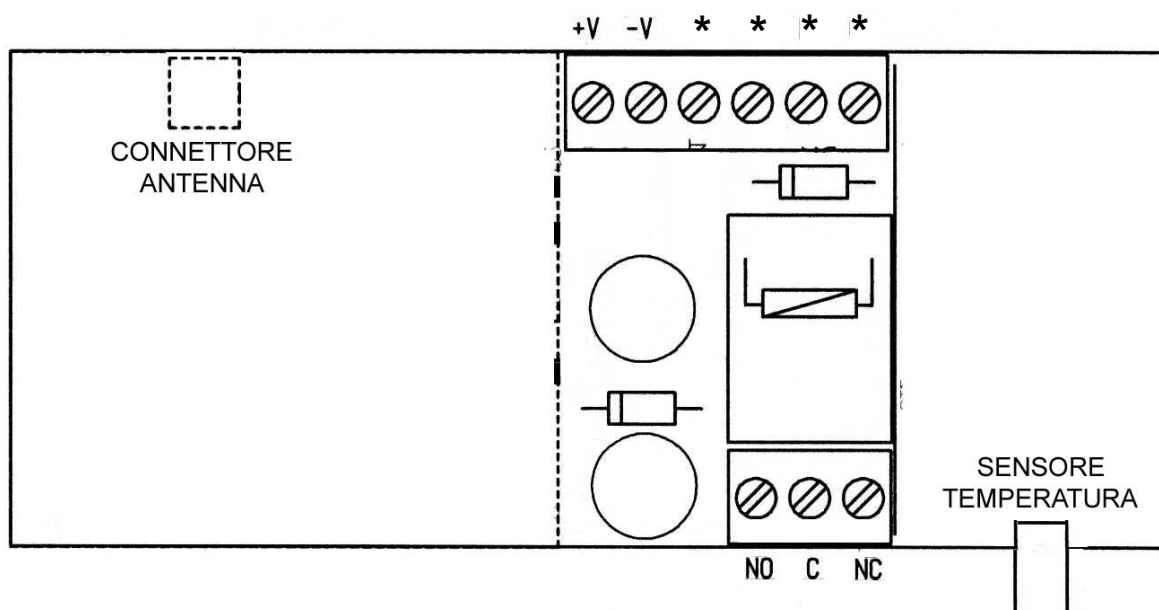 +V -V * * * *
CONNETTORE
ANTENNA
SENSORE
TEMPERATURA
NO C NC